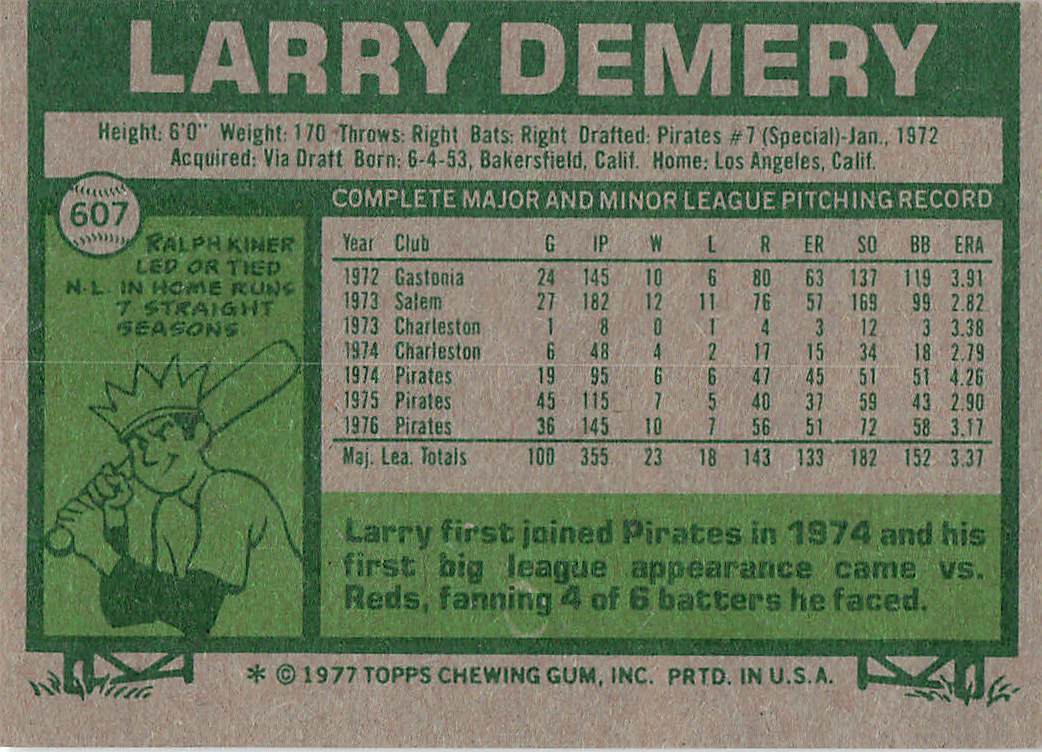 LARRY DEMERY
Height: 6'0" Weight: 170 Throws: Right Bats: Right Drafted: Pirates #7 (Special)-Jan., 1972
Acquired: Via Draft Born: 6-4-53, Bakersfield, Calif. Home: Los Angeles, Calif.
607
RALPH KINER
LED OR TIED
N.L. IN HOME RUNS
7 STRAIGHT
SEASONS
COMPLETE MAJOR AND MINOR LEAGUE PITCHING RECORD
Year Club G IP W L R ER SO BB ERA
1972 Gastonia 24 145 10 6 80 63 137 119 3.91
1973 Salem 27 182 12 11 76 57 169 99 2.82
1973 Charleston 1 8 0 1 4 3 12 3 3.38
1974 Charleston 6 48 4 2 17 15 34 18 2.79
1974 Pirates 19 95 6 6 47 45 51 51 4.26
1975 Pirates 45 115 7 5 40 37 59 43 2.90
1976 Pirates 36 145 10 7 56 51 72 58 3.17
Maj. Lea. Totals 100 355 23 18 143 133 182 152 3.37
Larry first joined Pirates in 1974 and his
first big league appearance came vs.
Reds, fanning 4 of 6 batters he faced.
* © 1977 TOPPS CHEWING GUM, INC. PRTD. IN U.S.A.